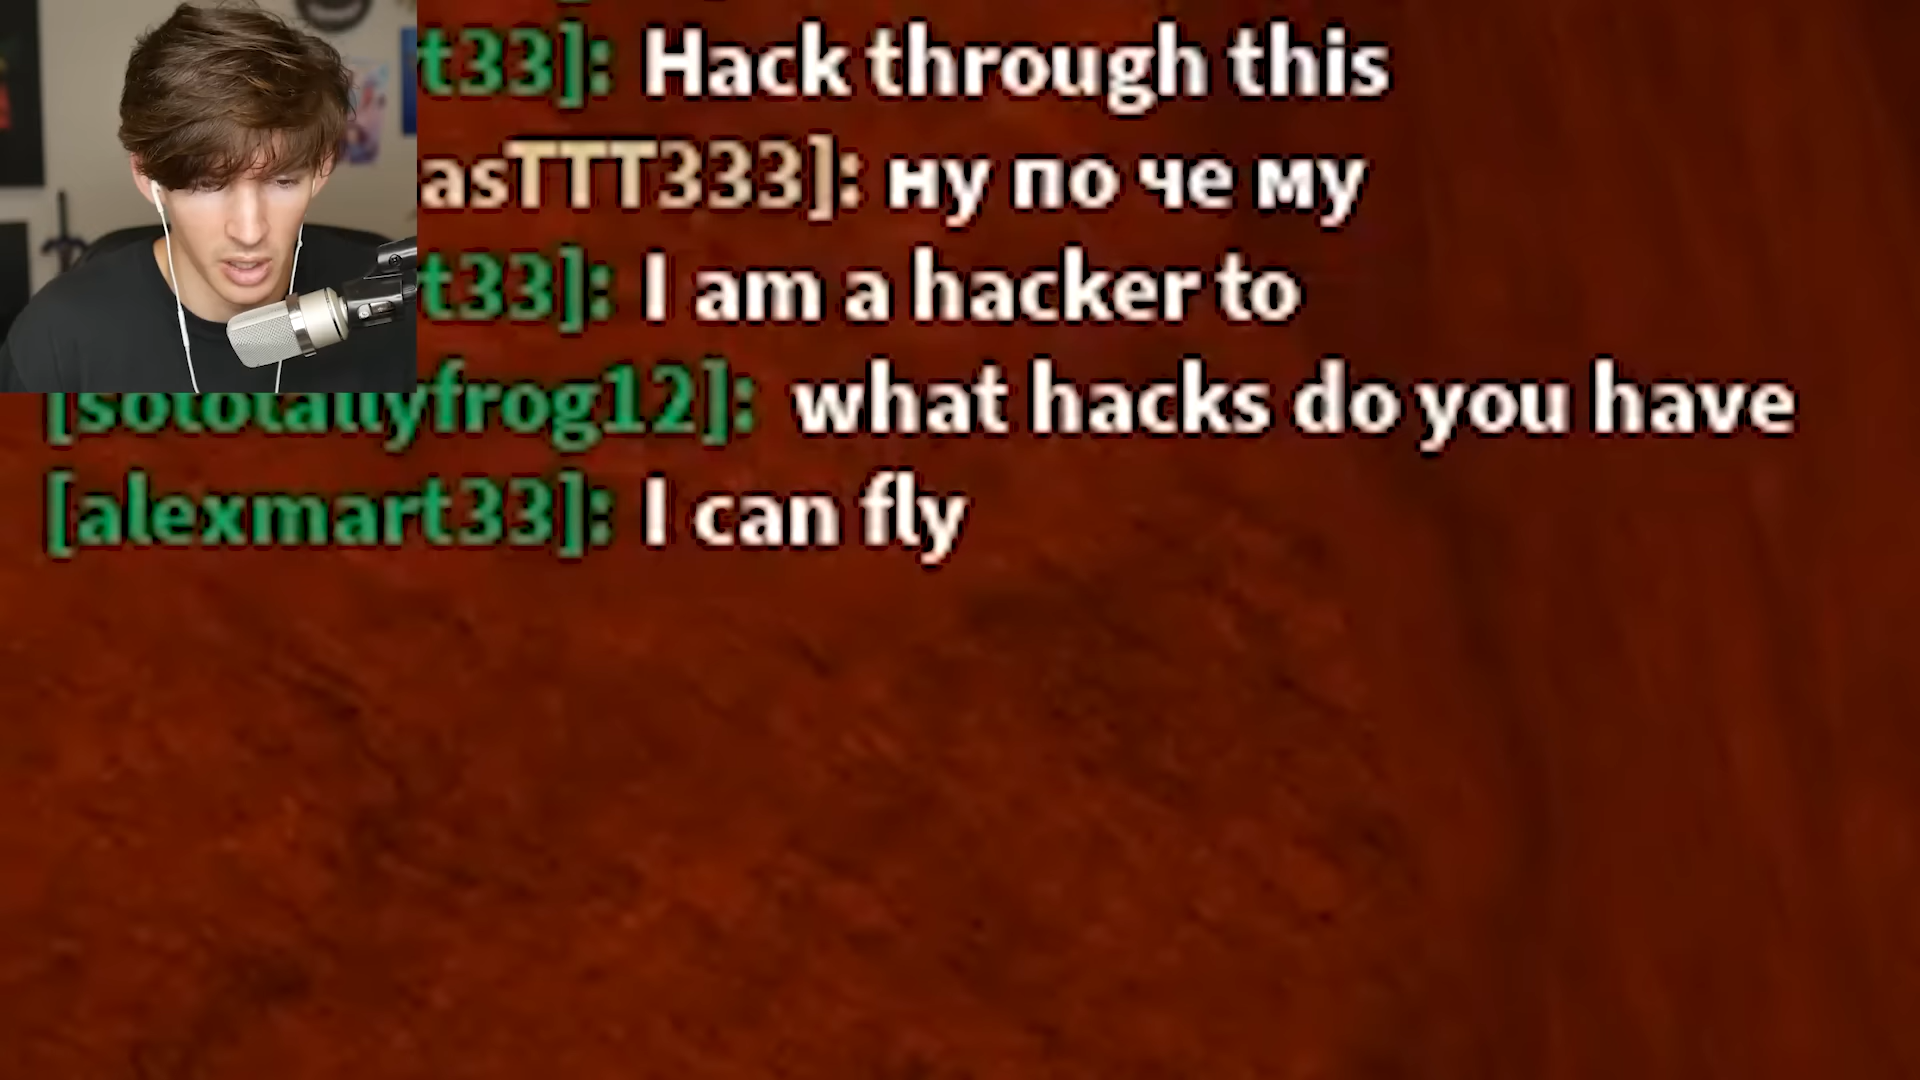 t33]: Hack through this
asTTT333]: ну по че му
t33]: I am a hacker to
[sototallyfrog12]: what hacks do you have
[alexmart33]: I can fly